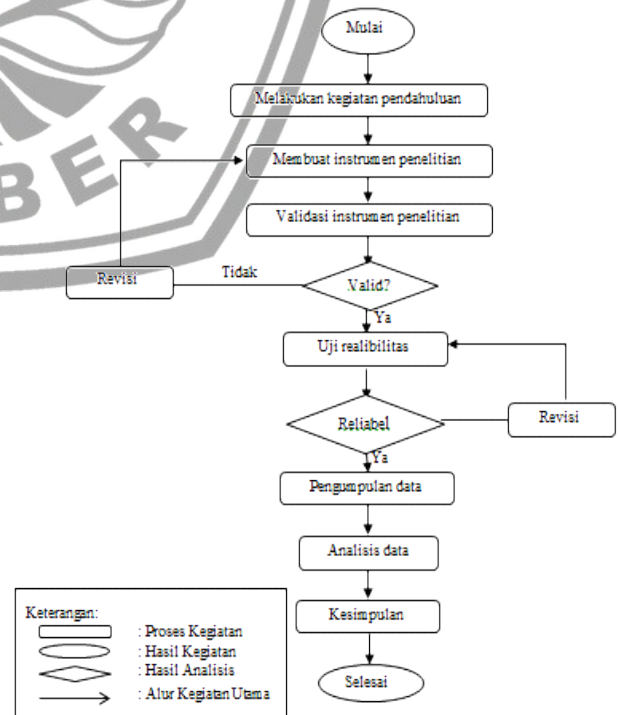 Mulai
Melakukan kegiatan pendahuluan
Membuat instrumen penelitian
Validasi instrumen penelitian
Revisi
Tidak
Valid?
Ya
Uji realibilitas
Reliabel
Revisi
Ya
Pengumpulan data
Analisis data
Kesimpulan
Selesai
Keterangan:
: Proses Kegiatan
: Hasil Kegiatan
: Hasil Analisis
: Alur Kegiatan Utama
BER